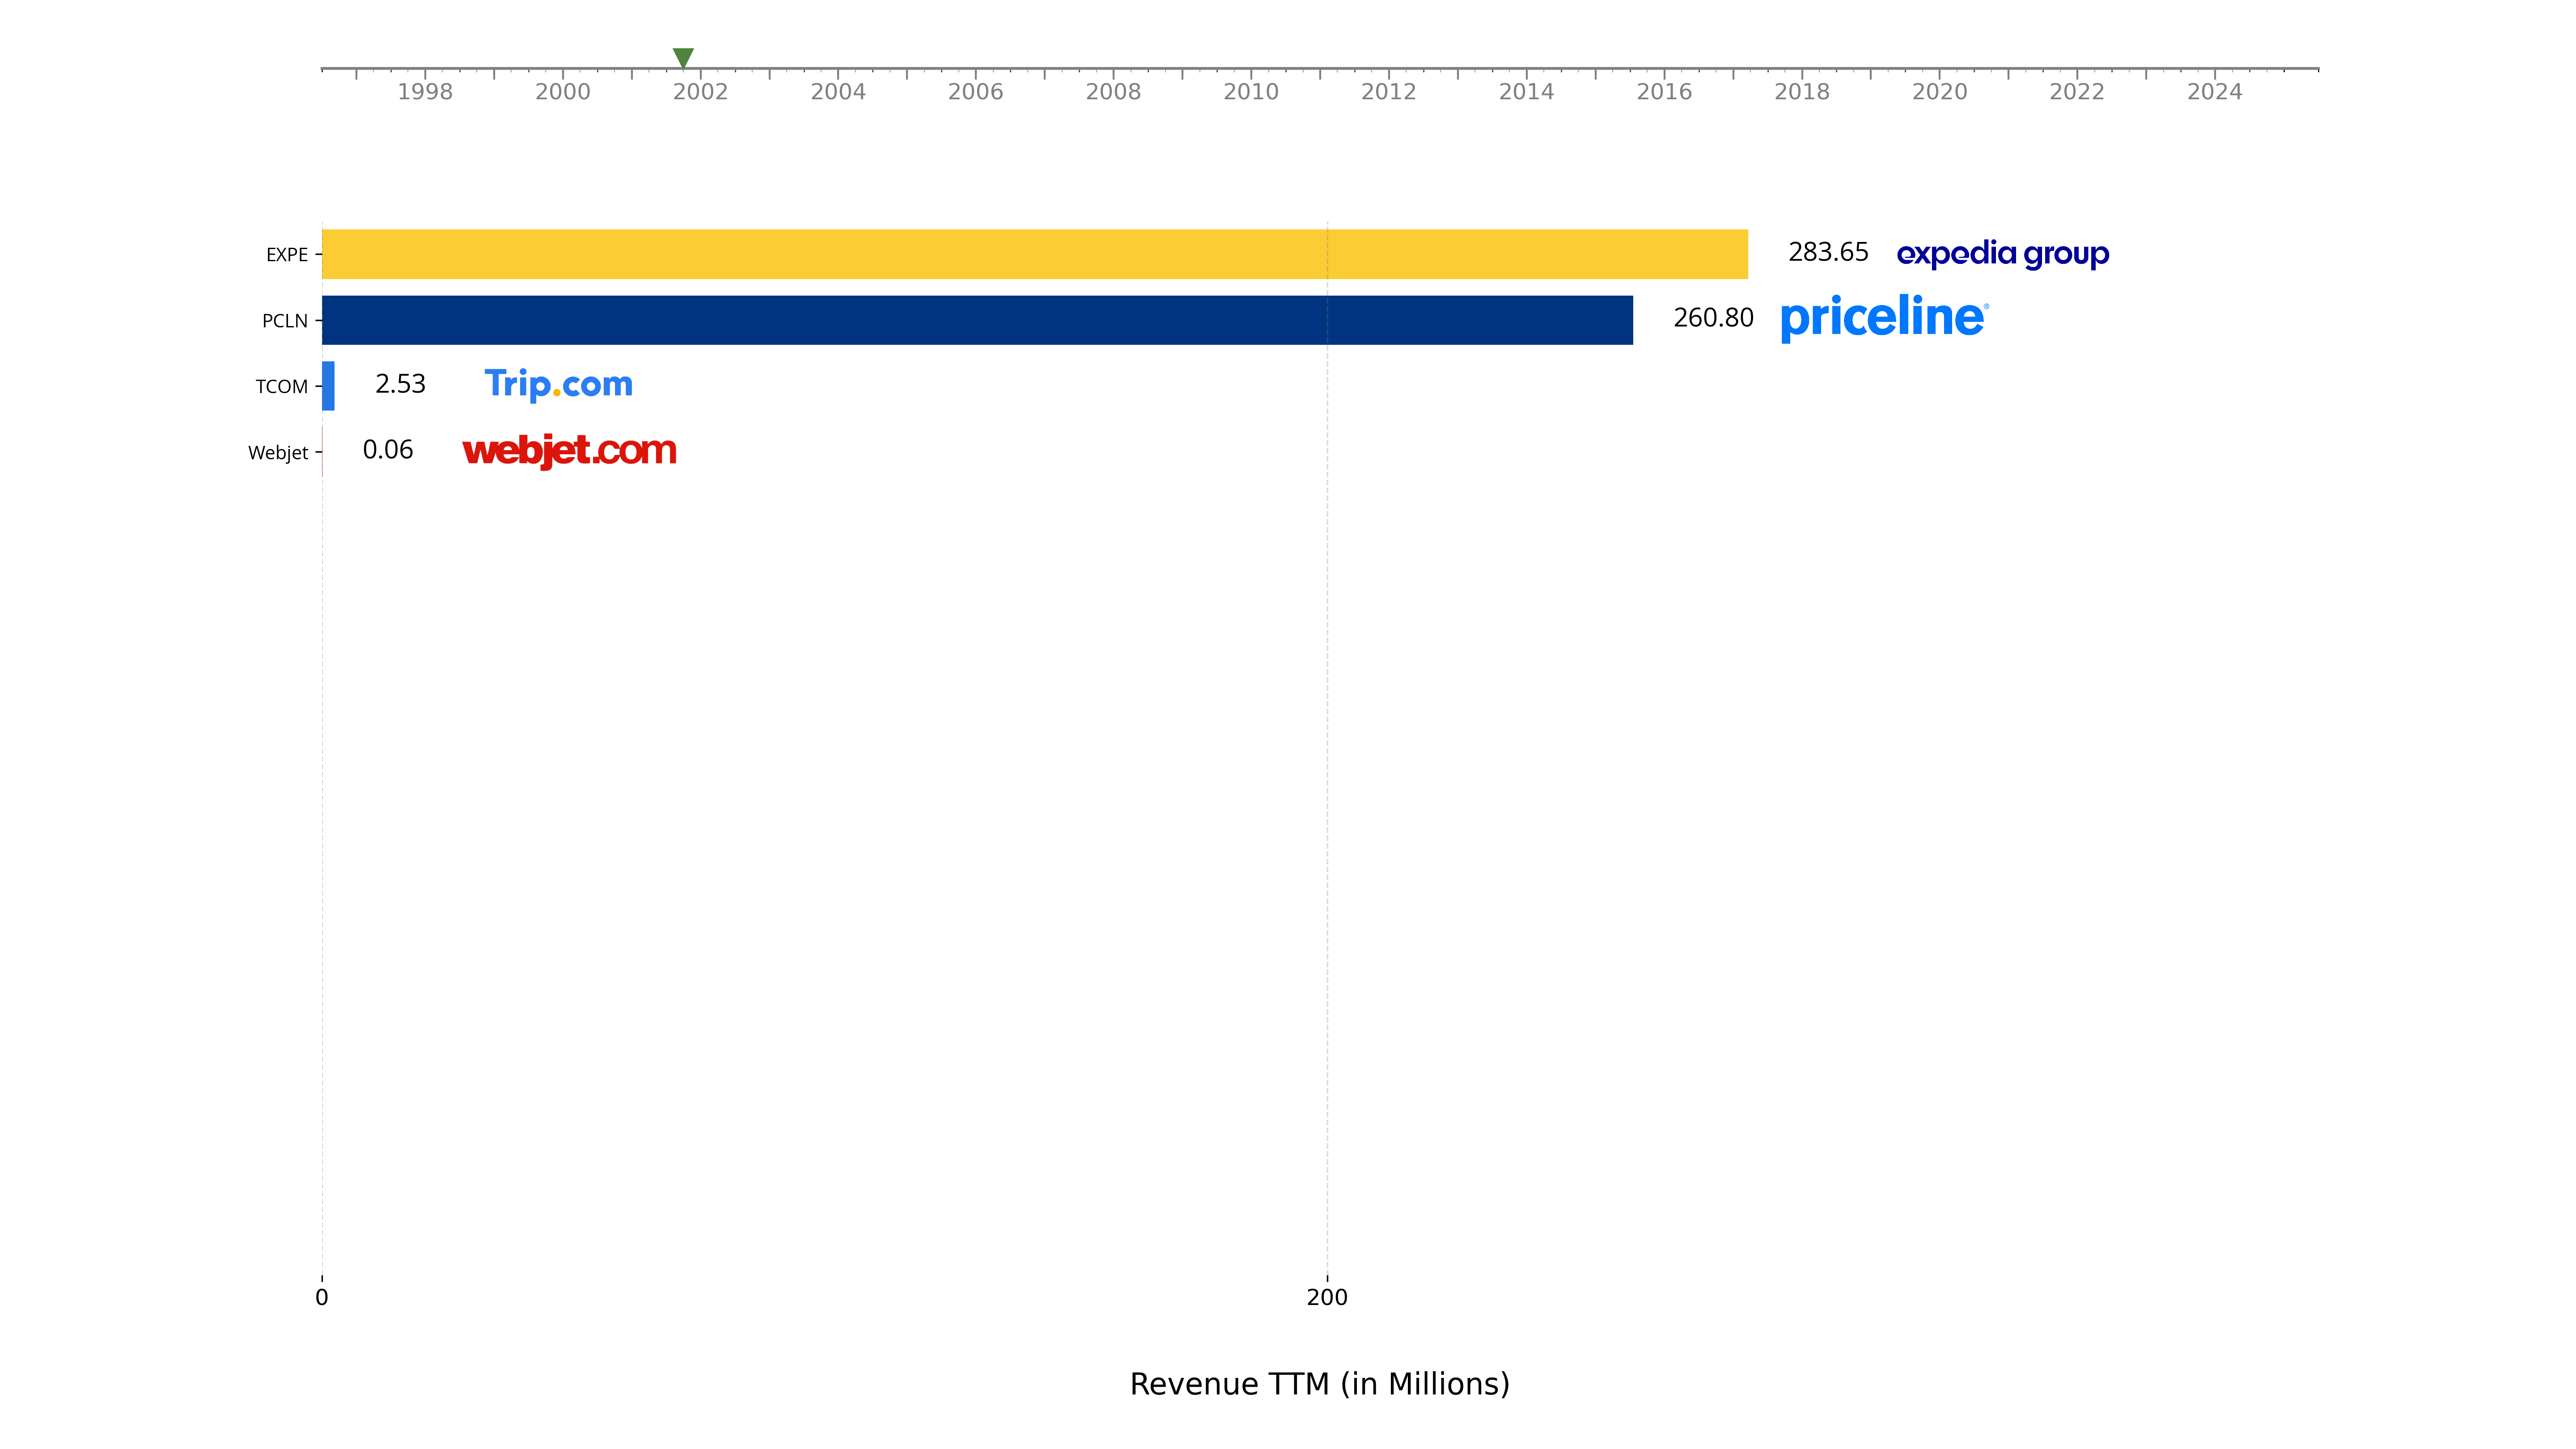 1998 2000 2002 2004 2006 2008 2010 2012 2014 2016 2018 2020 2022 2024
EXPE 283.65 expedia group
PCLN 260.80 priceline®
TCOM 2.53 Trip.com
Webjet 0.06 webjet.com
0 200
Revenue TTM (in Millions)